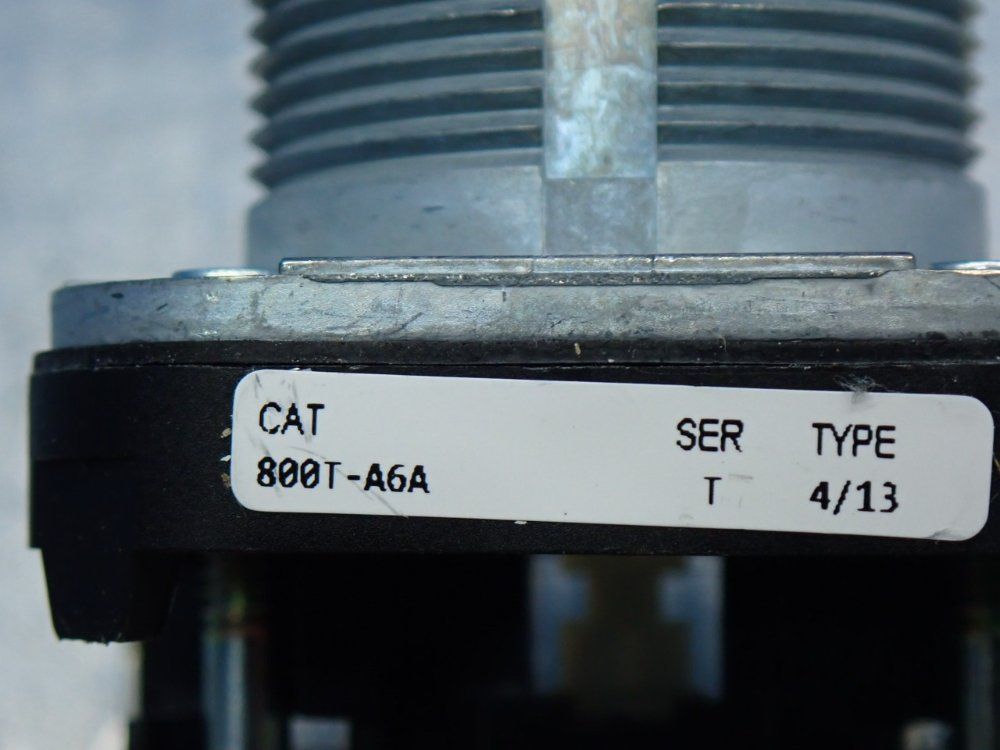 CAT SER TYPE
800T-A6A T 4/13